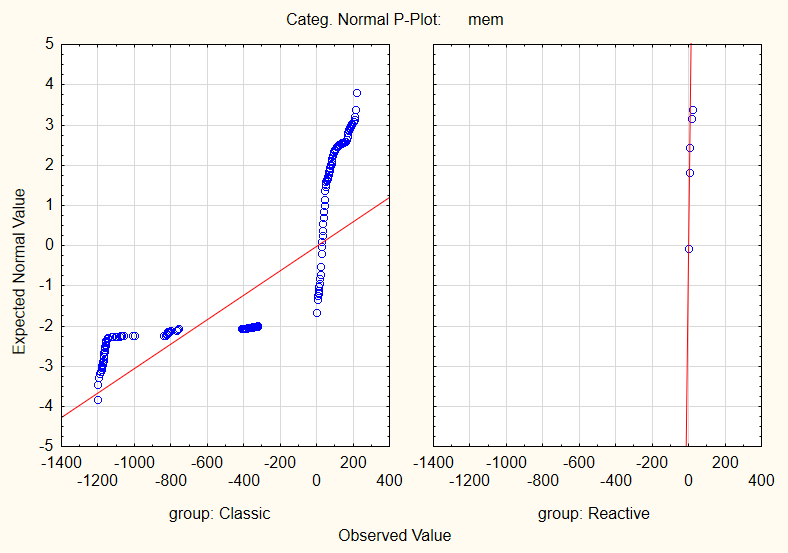 Categ. Normal P-Plot: mem
5
4
3
2
1
0
-1
-2
-3
-4
-5
Expected Normal Value
-1400 -1000 -600 -200 200 -1400 -1000 -600 -200 200
-1200 -800 -400 0 400 -1200 -800 -400 0 400
group: Classic group: Reactive
Observed Value